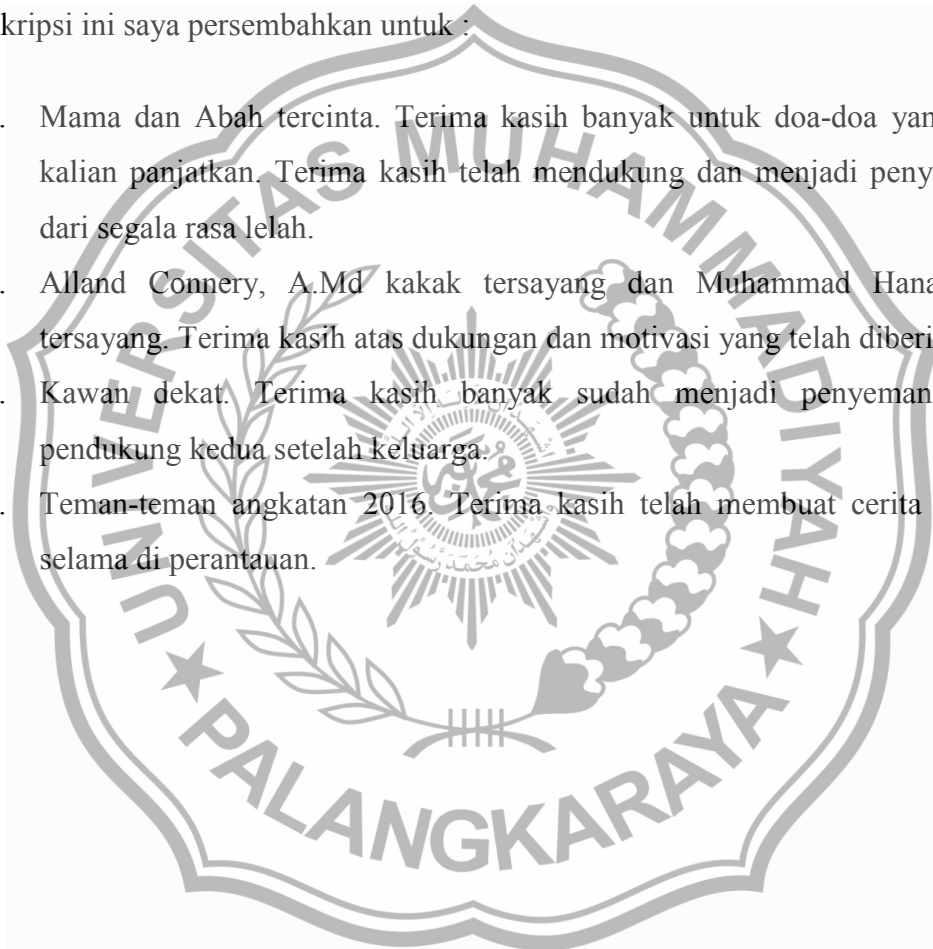 kripsi ini saya persembahkan untuk :
. Mama dan Abah tercinta. Terima kasih banyak untuk doa-doa yan
kalian panjatkan. Terima kasih telah mendukung dan menjadi peny
dari segala rasa lelah.
. Alland Connery, A.Md kakak tersayang dan Muhammad Hana
tersayang. Terima kasih atas dukungan dan motivasi yang telah diberi
. Kawan dekat. Terima kasih banyak sudah menjadi penyeman
pendukung kedua setelah keluarga.
. Teman-teman angkatan 2016. Terima kasih telah membuat cerita
selama di perantauan.
UNIVERSITAS MUHAMMADIYAH
★ PALANGKARAYA ★